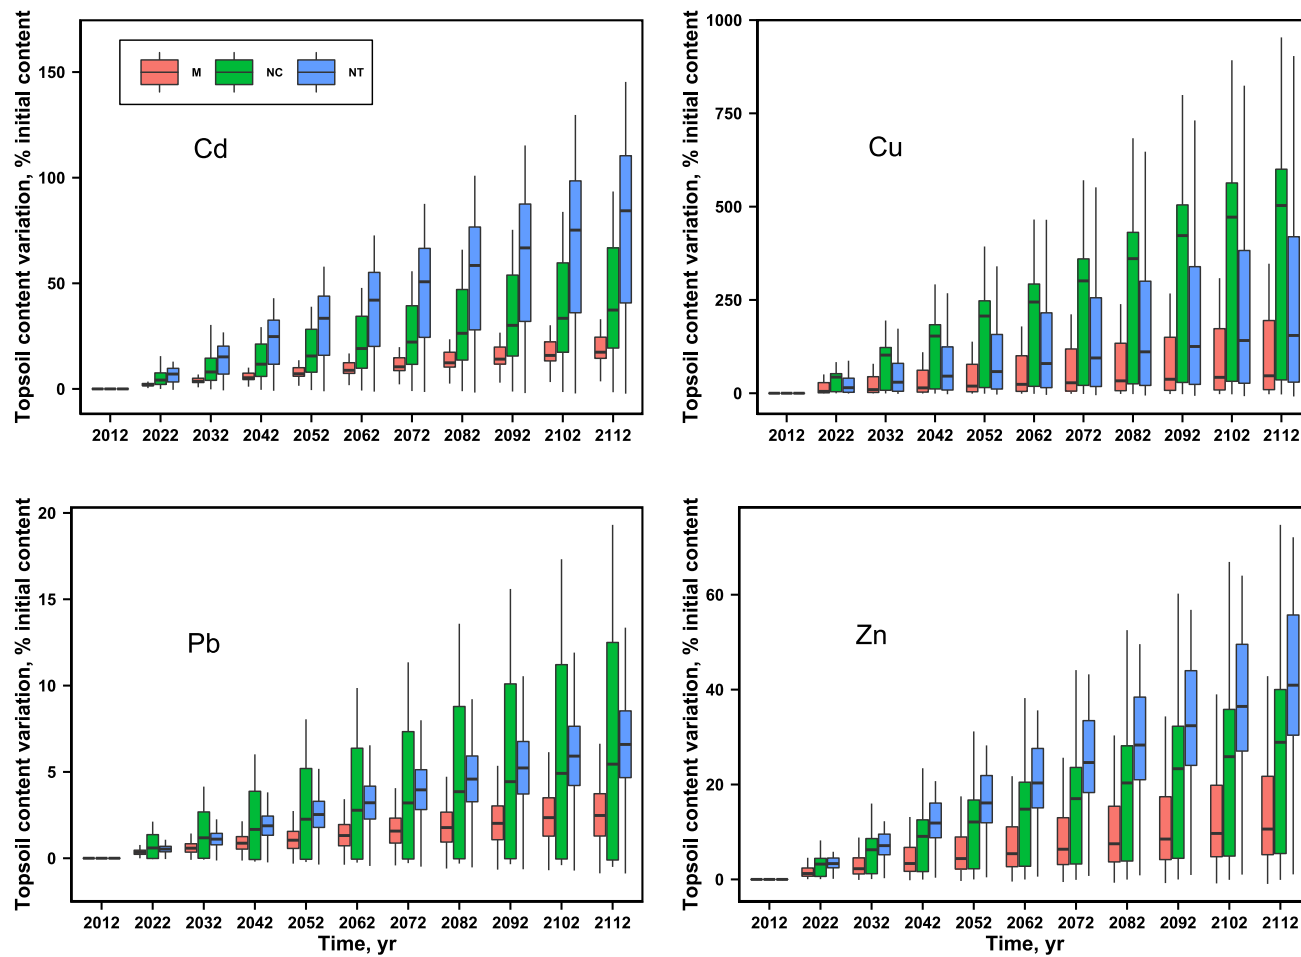 Topsoil content variation, % initial content
150
100
50
0
M NC NT
Cd
2012 2022 2032 2042 2052 2062 2072 2082 2092 2102 2112
Topsoil content variation, % initial content
1000
750
500
250
0
Cu
2012 2022 2032 2042 2052 2062 2072 2082 2092 2102 2112
Topsoil content variation, % initial content
20
15
10
5
0
Pb
2012 2022 2032 2042 2052 2062 2072 2082 2092 2102 2112
Time, yr
Topsoil content variation, % initial content
60
40
20
0
Zn
2012 2022 2032 2042 2052 2062 2072 2082 2092 2102 2112
Time, yr